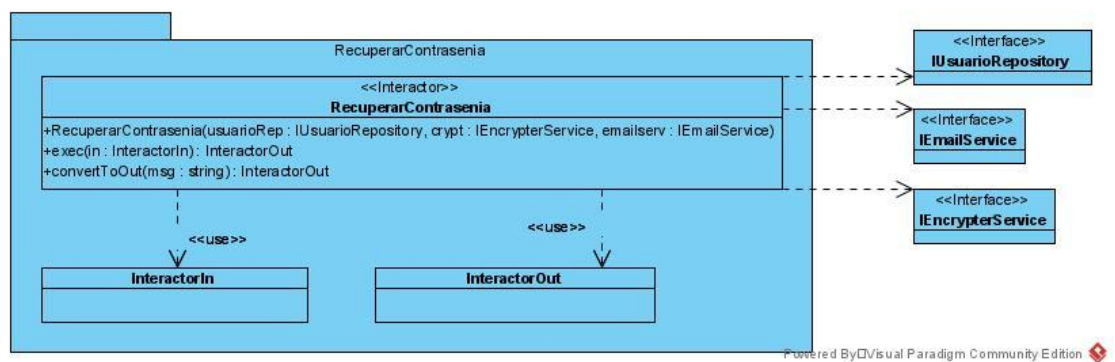 RecuperarContrasenia
<<Interactor>>
RecuperarContrasenia
+RecuperarContrasenia(usuarioRep : IUsuarioRepository, crypt : IEncrypterService, emailserv : IEmailService)
+exec(in : InteractorIn) : InteractorOut
+convertToOut(msg : string) : InteractorOut
<<use>>
<<use>>
InteractorIn
InteractorOut
<<Interface>>
IUsuarioRepository
<<Interface>>
IEmailService
<<Interface>>
IEncrypterService
Powered By Visual Paradigm Community Edition